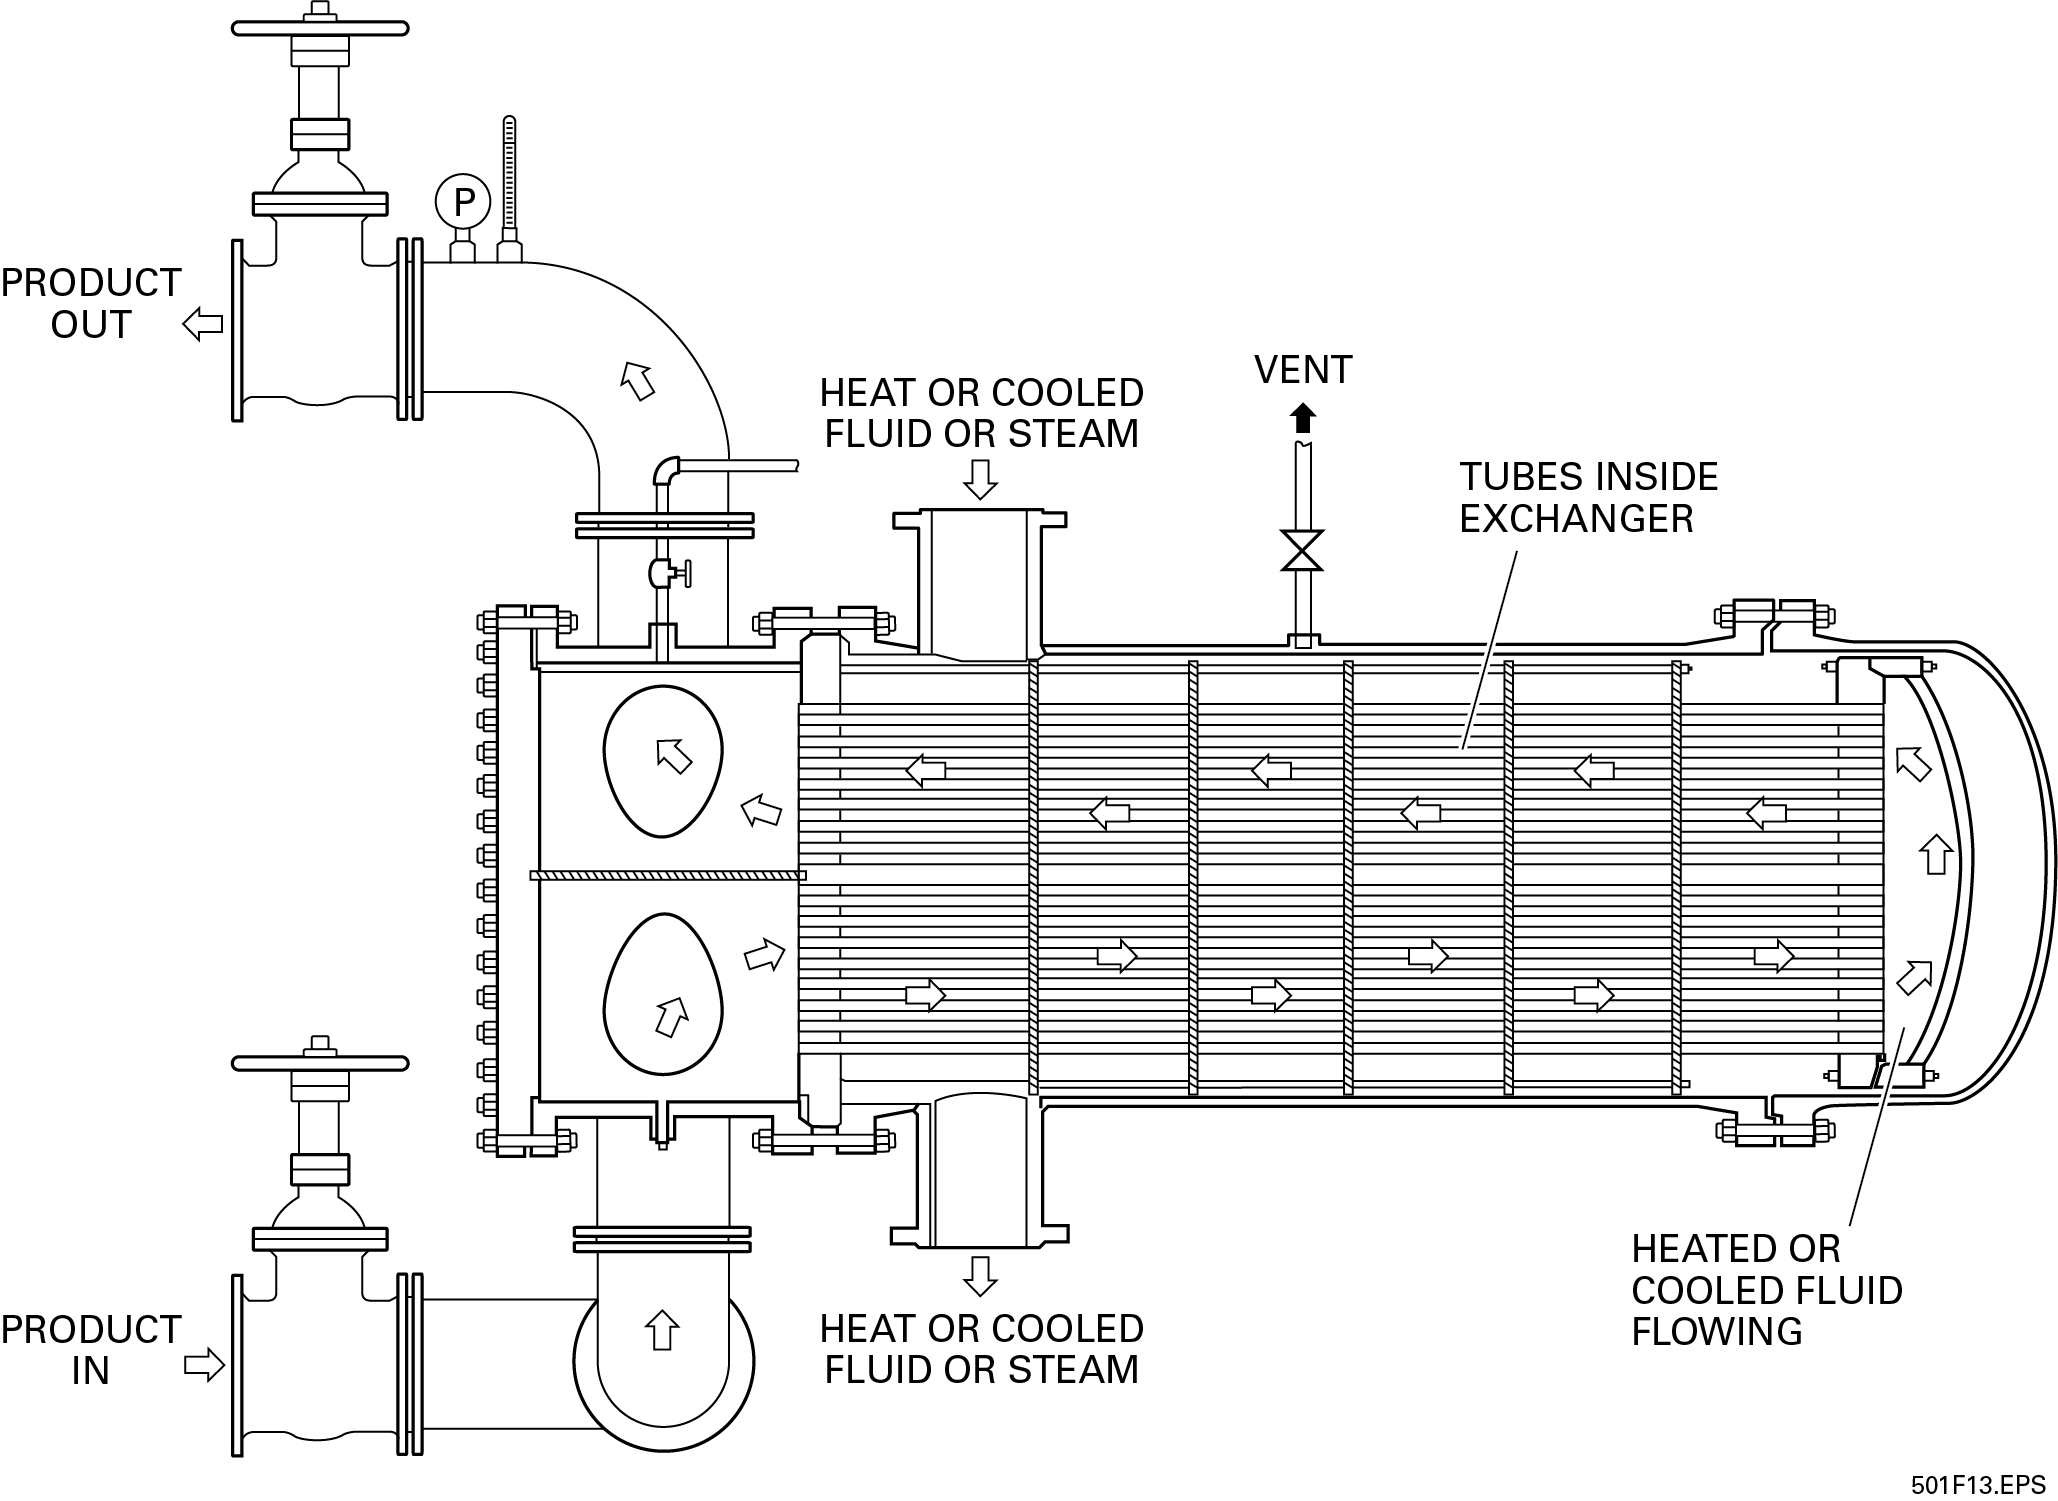 P
PRODUCT
OUT
HEAT OR COOLED
FLUID OR STEAM
VENT
TUBES INSIDE
EXCHANGER
PRODUCT
IN
HEAT OR COOLED
FLUID OR STEAM
HEATED OR
COOLED FLUID
FLOWING
501F13.EPS